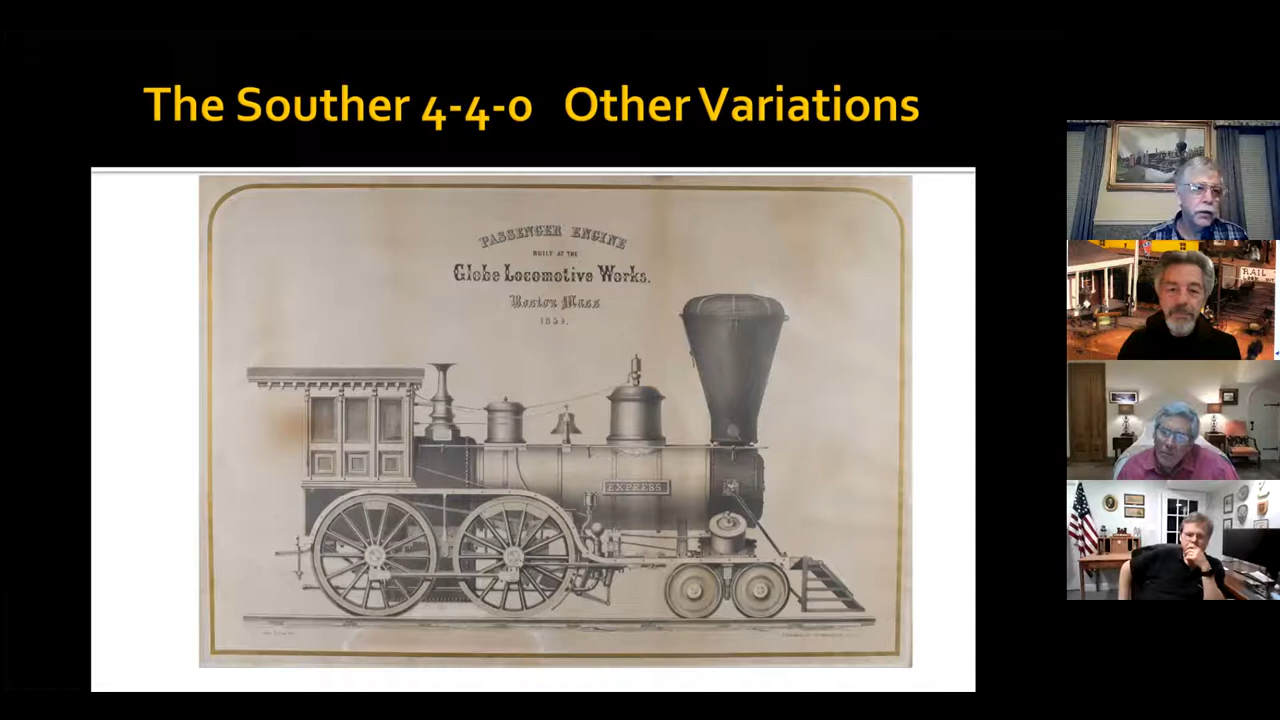 The Souther 4-4-0 Other Variations
PASSENGER ENGINE
BUILT AT THE
Globe Locomotive Works.
Boston Mass
1854.
EXPRESS
RAIL